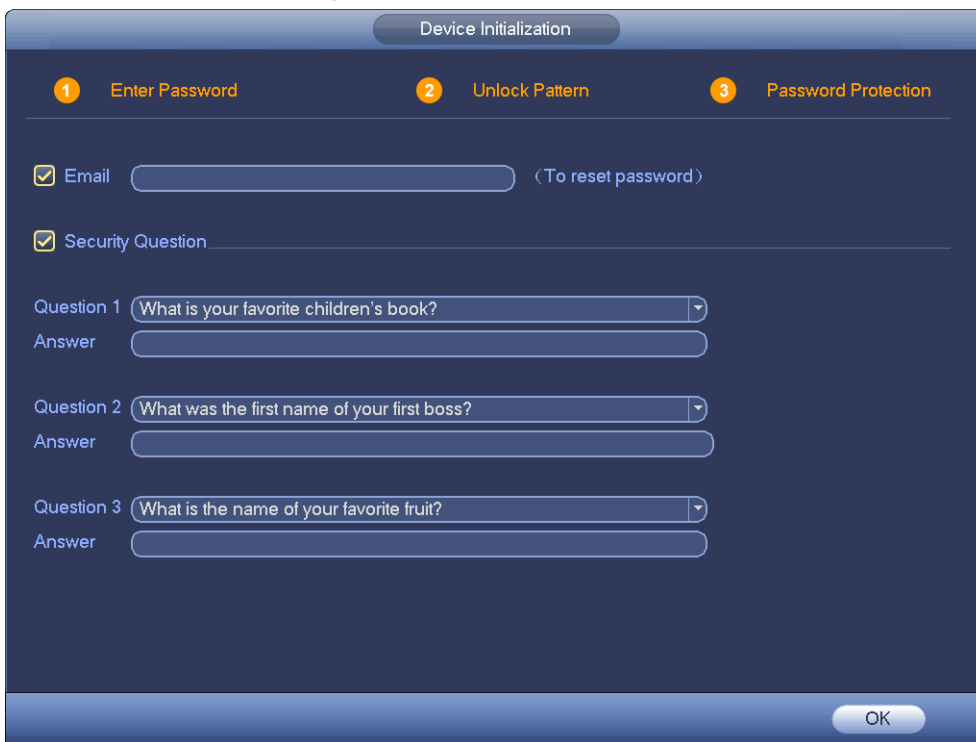 Device Initialization
1 Enter Password 2 Unlock Pattern 3 Password Protection
Email (To reset password)
Security Question
Question 1 What is your favorite children's book?
Answer
Question 2 What was the first name of your first boss?
Answer
Question 3 What is the name of your favorite fruit?
Answer
OK